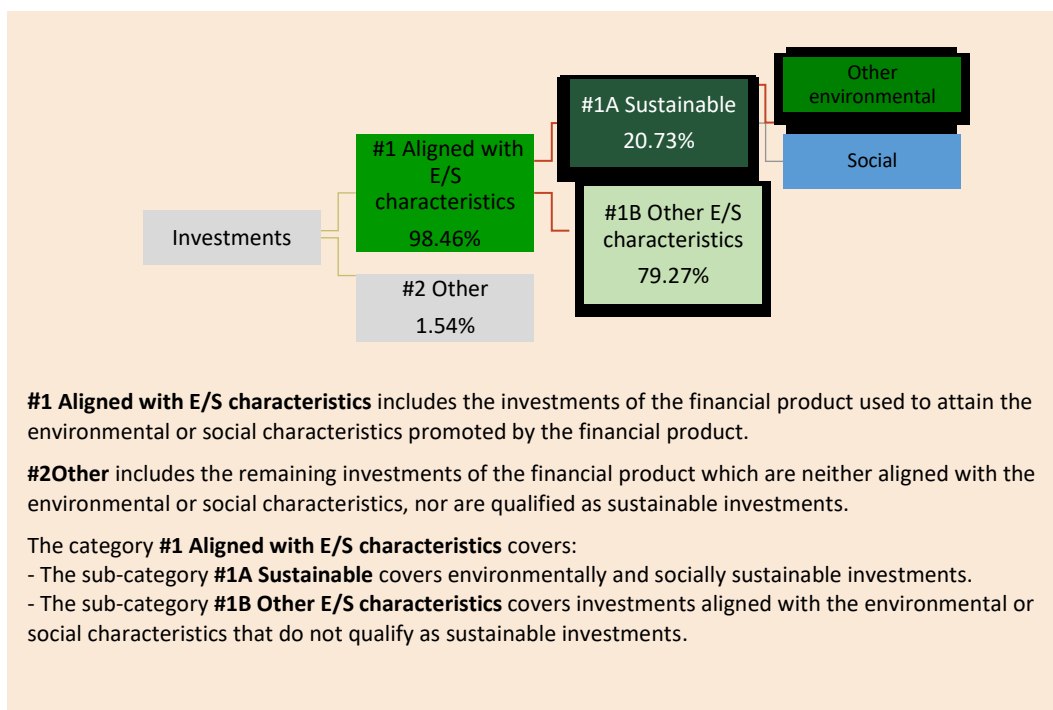 Other
environmental
#1A Sustainable
20.73%
#1 Aligned with
E/S
characteristics
98.46%
Social
#1B Other E/S
characteristics
79.27%
Investments
#2 Other
1.54%
#1 Aligned with E/S characteristics includes the investments of the financial product used to attain the
environmental or social characteristics promoted by the financial product.
#2Other includes the remaining investments of the financial product which are neither aligned with the
environmental or social characteristics, nor are qualified as sustainable investments.
The category #1 Aligned with E/S characteristics covers:
- The sub-category #1A Sustainable covers environmentally and socially sustainable investments.
- The sub-category #1B Other E/S characteristics covers investments aligned with the environmental or
social characteristics that do not qualify as sustainable investments.